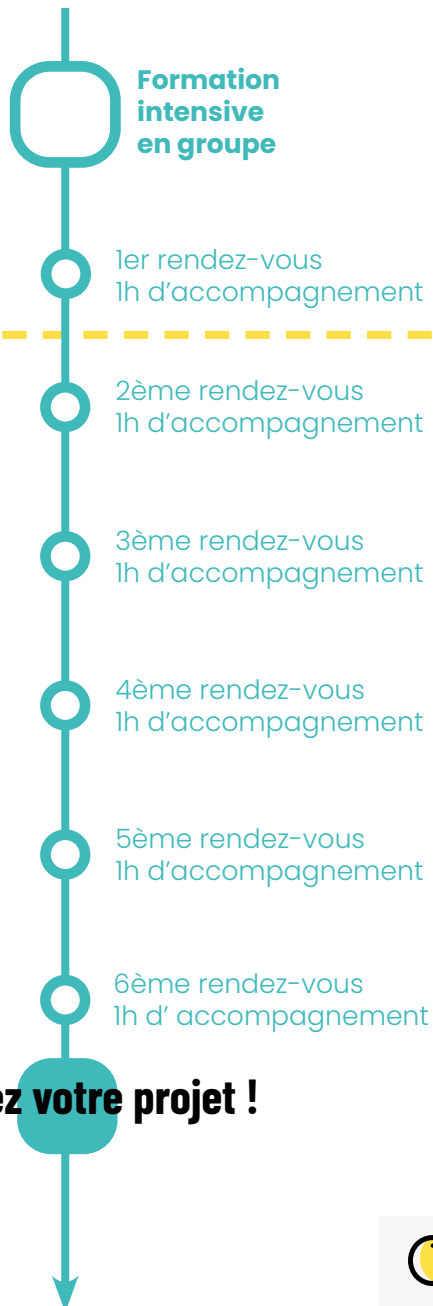 Formation
intensive
en groupe
1er rendez-vous
1h d’accompagnement
2ème rendez-vous
1h d’accompagnement
3ème rendez-vous
1h d’accompagnement
4ème rendez-vous
1h d’accompagnement
5ème rendez-vous
1h d’accompagnement
6ème rendez-vous
1h d’ accompagnement
ez votre projet !